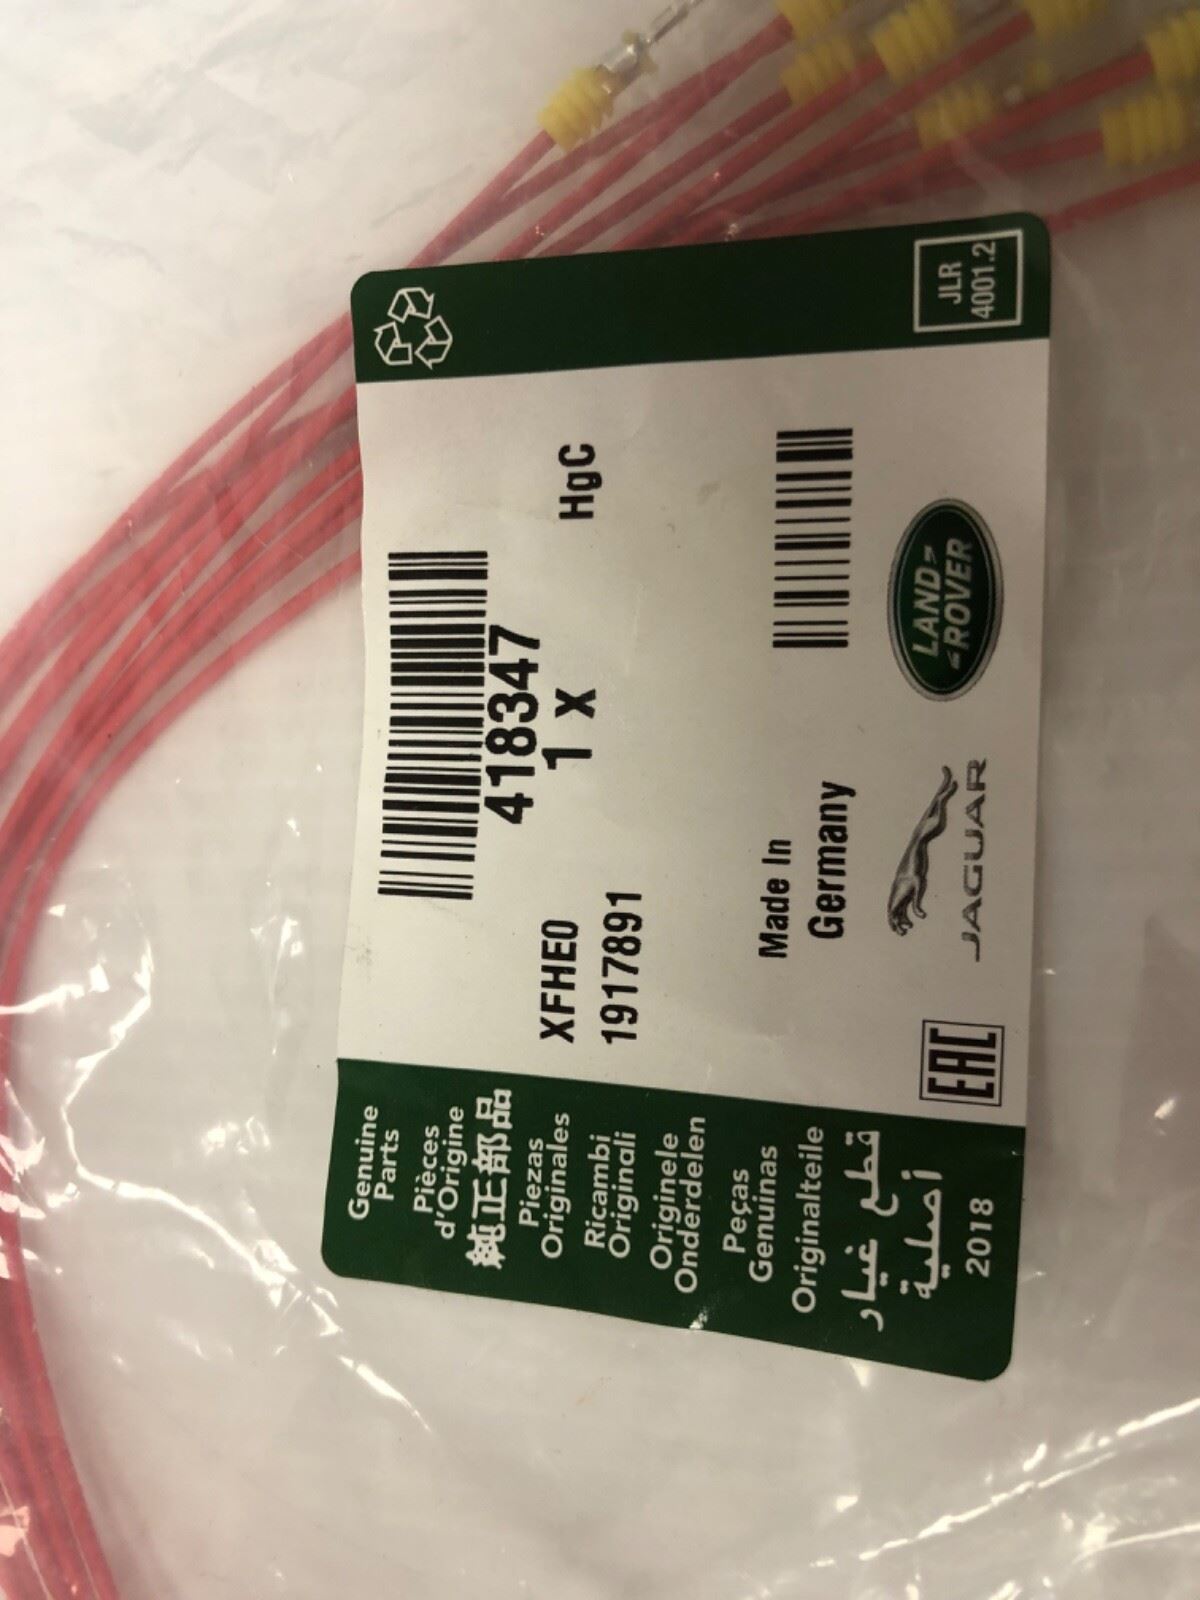 Genuine
Parts
Pièces
d'Origine
純正部品
Piezas
Originales
Ricambi
Originali
Originele
Onderdelen
Peças
Genuinas
Originalteile
قطع غيار
أصلية
2018
418347
1 X
HgC
XFHE0
1917891
Made In
Germany
EAC
JAGUAR
LAND
ROVER
JLR
4001.2